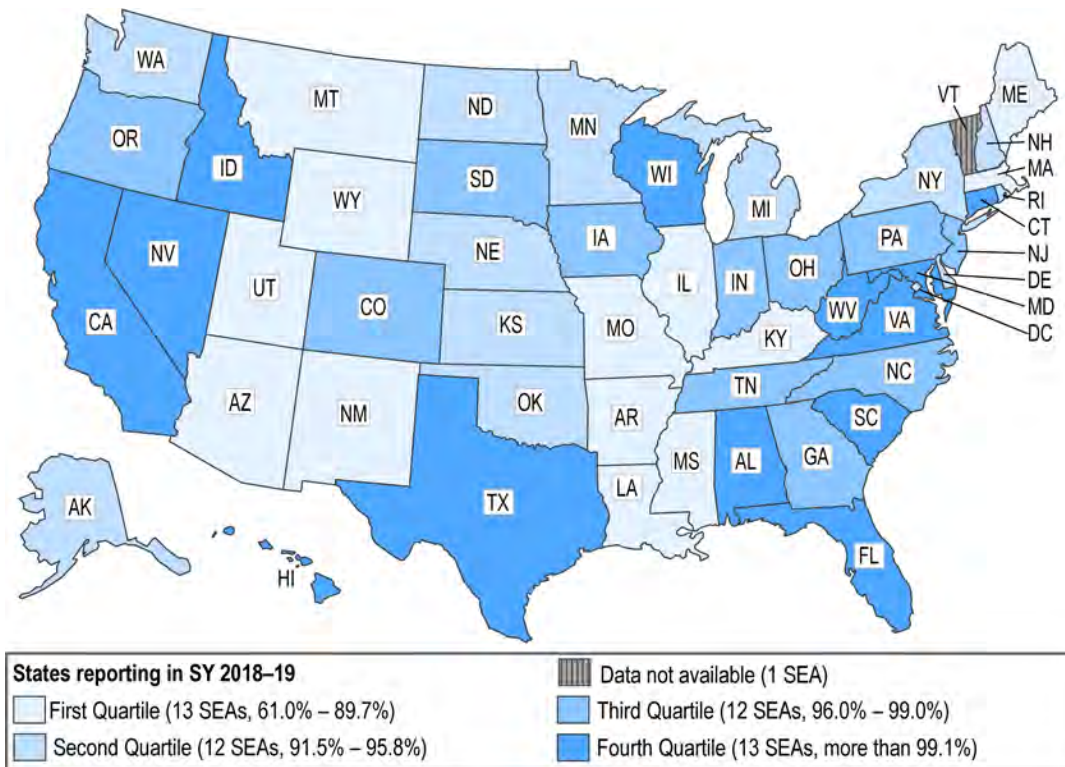 WA
MT
ND
MN
VT
ME
OR
ID
NH
WI
MA
SD
NY
WY
MI
RI
CT
IA
PA
NE
NJ
NV
OH
IN
DE
UT
IL
MD
CO
WV
CA
VA
DC
KS
MO
KY
NC
TN
OK
AZ
NM
AR
SC
MS
AL
GA
LA
AK
TX
FL
HI
States reporting in SY 2018–19
Data not available (1 SEA)
First Quartile (13 SEAs, 61.0% – 89.7%)
Third Quartile (12 SEAs, 96.0% – 99.0%)
Second Quartile (12 SEAs, 91.5% – 95.8%)
Fourth Quartile (13 SEAs, more than 99.1%)